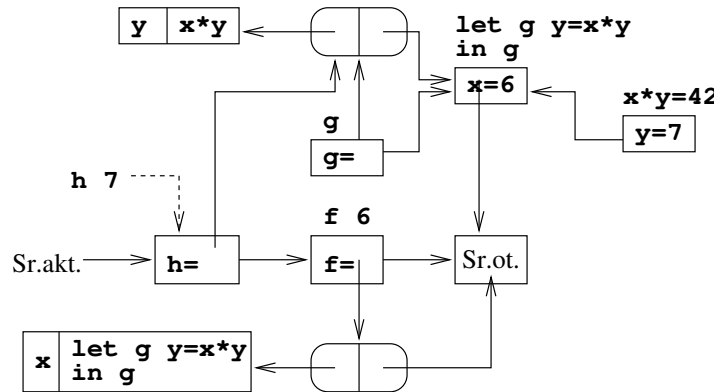 y x*y
let g y=x*y
in g
x=6
x*y=42
y=7
g
g=
h 7
f 6
Sr.akt.
h=
f=
Sr.ot.
x let g y=x*y
in g